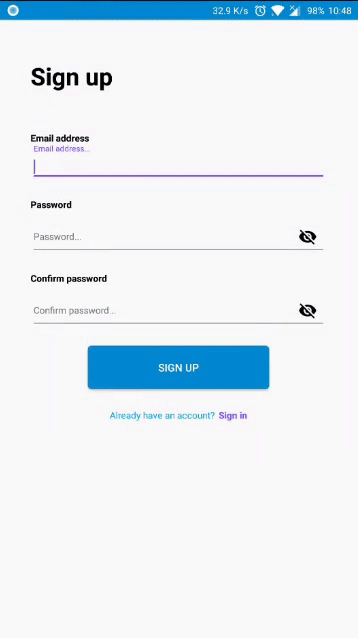 32.9 K/s 98% 10:48
Sign up
Email address
Email address...
Password
Password...
Confirm password
Confirm password...
SIGN UP
Already have an account? Sign in